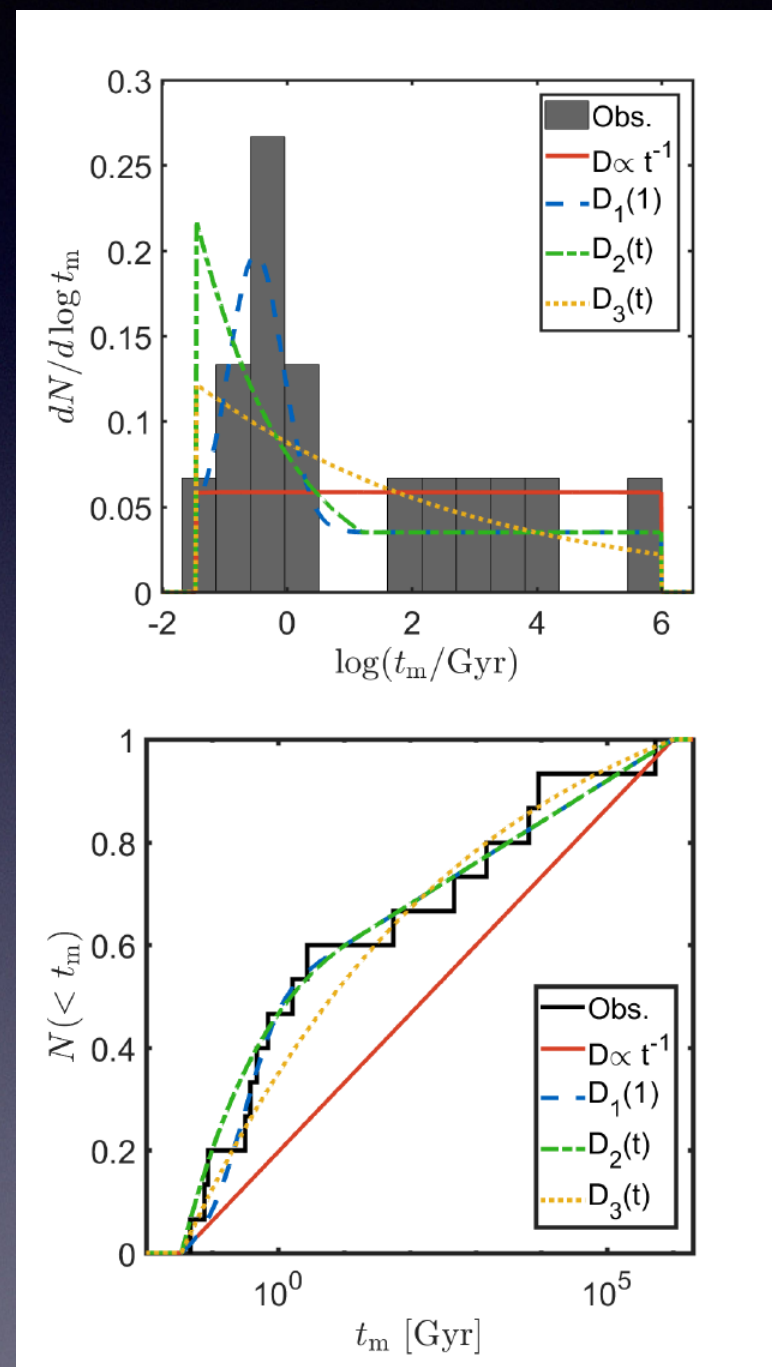 0.3
0.25
0.2
0.15
0.1
0.05
0
-2 0 2 4 6
dN/d log t_m
log(t_m/Gyr)
Obs.
D∝ t^-1
D_1(1)
D_2(t)
D_3(t)
1
0.8
0.6
0.4
0.2
0
10^0 10^5
N(< t_m)
t_m [Gyr]
Obs.
D∝ t^-1
D_1(1)
D_2(t)
D_3(t)